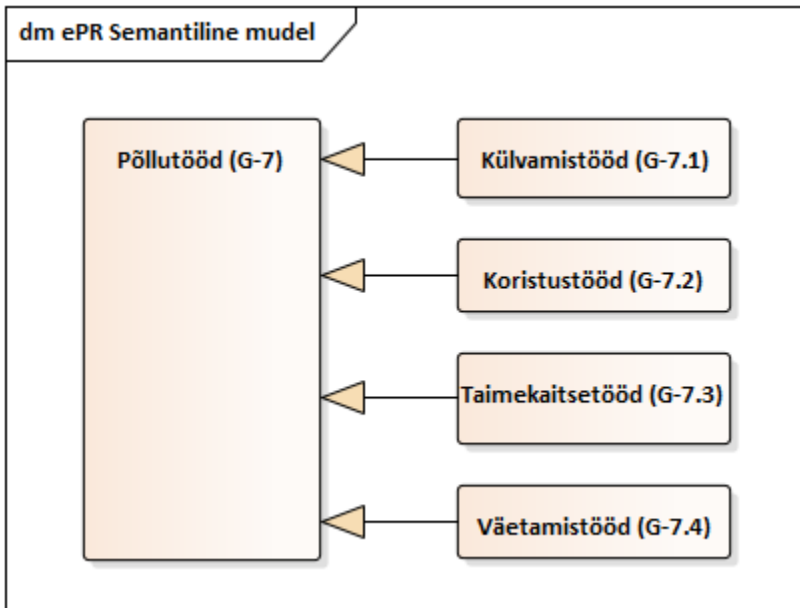 dm ePR Semantiline mudel
Põllutööd (G-7)
Külvamistööd (G-7.1)
Koristustööd (G-7.2)
Taimekaitsetööd (G-7.3)
Väetamistööd (G-7.4)